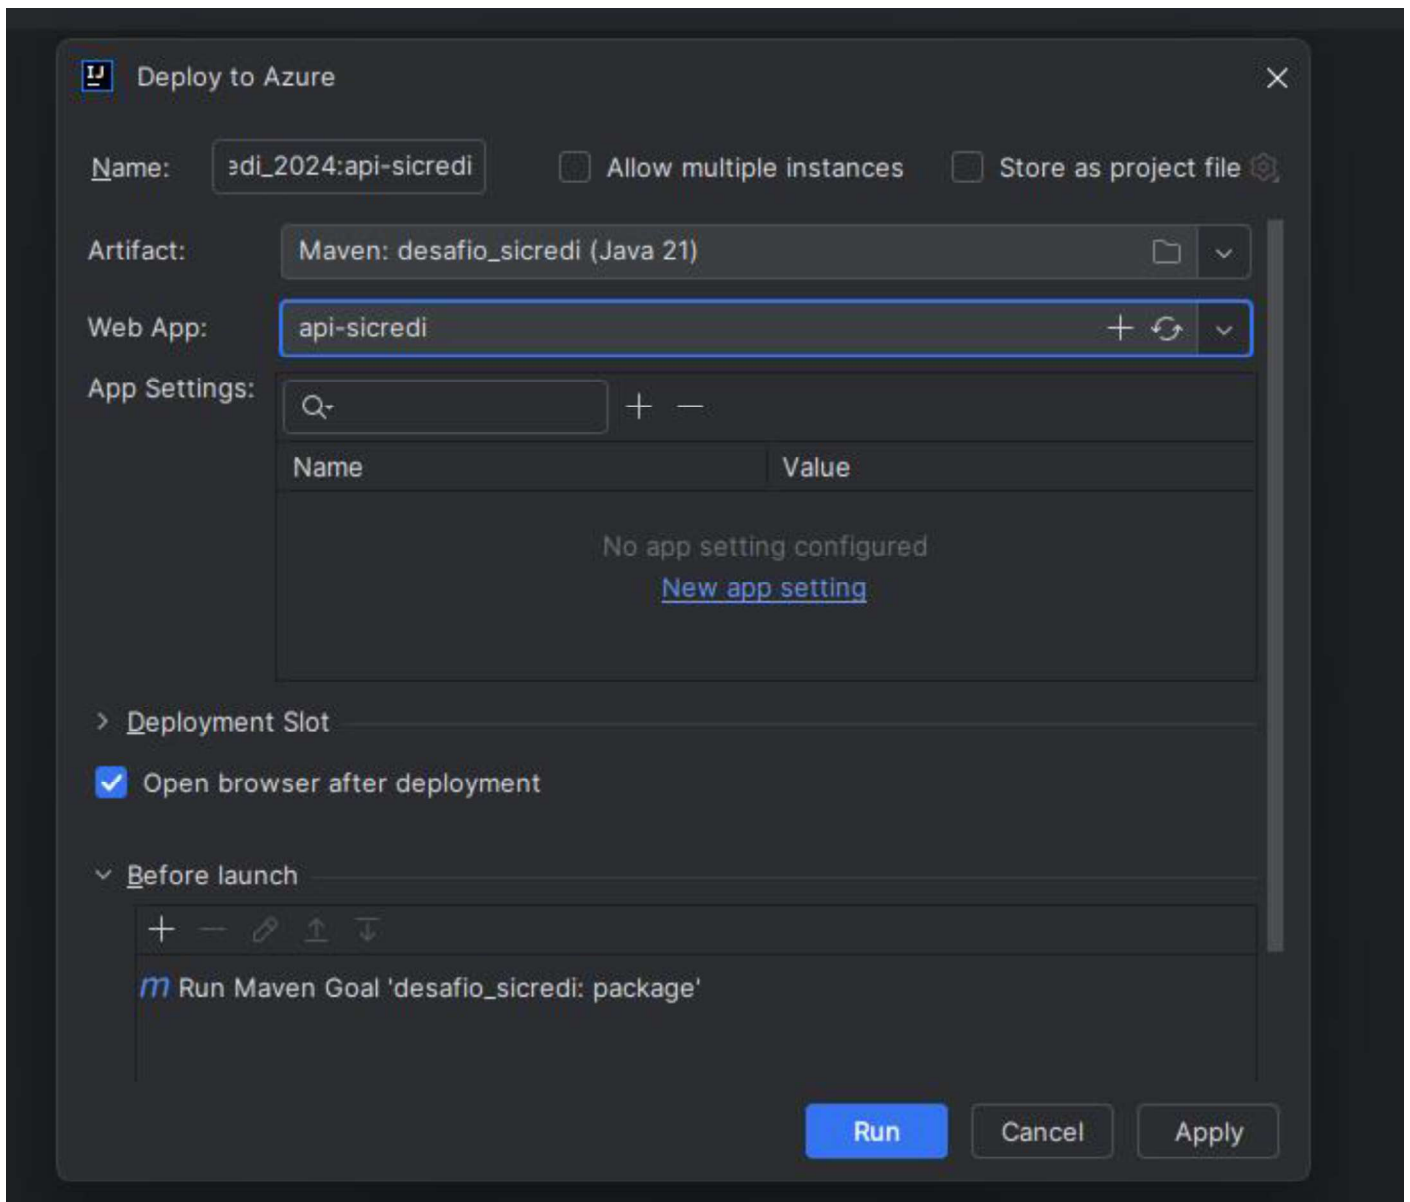 IJ
Deploy to Azure
Name: edi_2024:api-sicredi Allow multiple instances Store as project file
Artifact: Maven: desafio_sicredi (Java 21)
Web App: api-sicredi
App Settings:
Name Value
No app setting configured
New app setting
Deployment Slot
Open browser after deployment
Before launch
m Run Maven Goal 'desafio_sicredi: package'
Run Cancel Apply